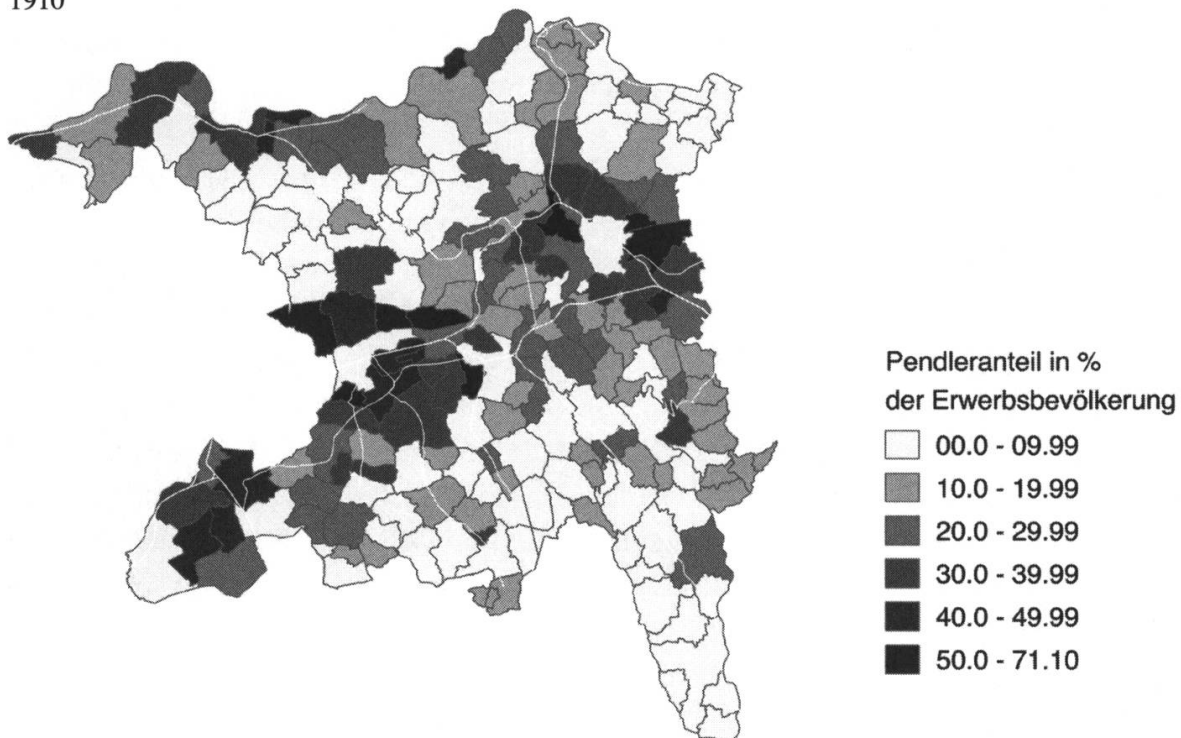 1910
Pendleranteil in %
der Erwerbsbevölkerung
00.0 - 09.99
10.0 - 19.99
20.0 - 29.99
30.0 - 39.99
40.0 - 49.99
50.0 - 71.10